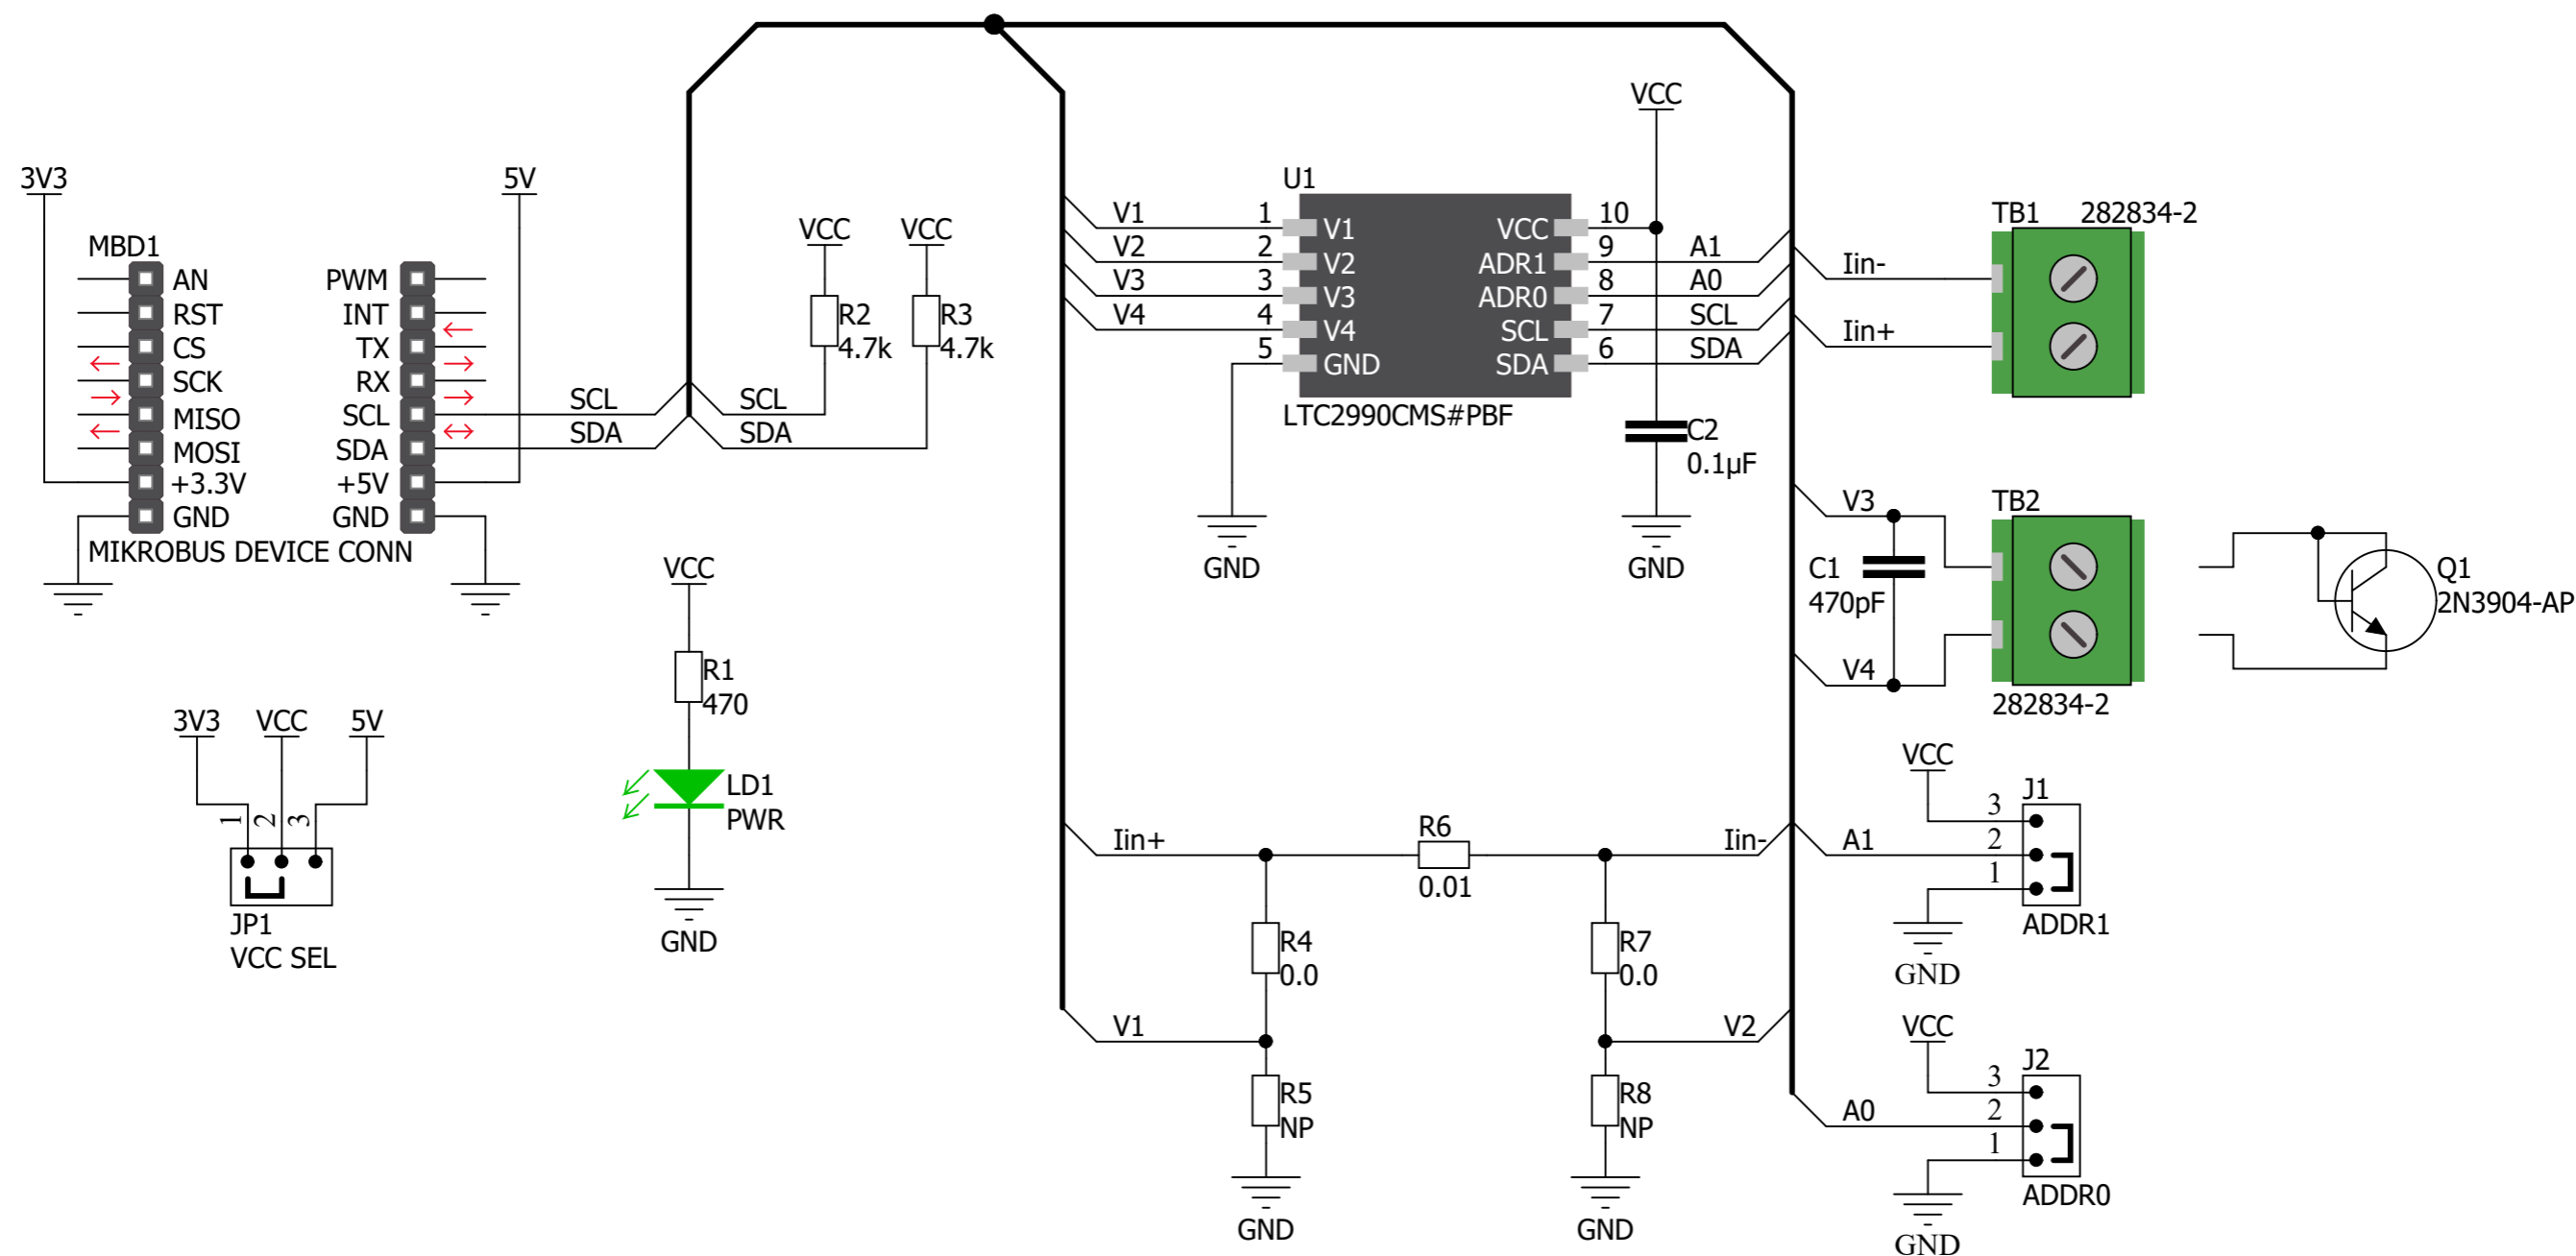 3V3
5V
MBD1
AN
RST
CS
SCK
MISO
MOSI
+3.3V
GND
PWM
INT
TX
RX
SCL
SDA
+5V
GND
MIKROBUS DEVICE CONN
SCL
SDA
SCL
SDA
VCC
VCC
R2
4.7k
R3
4.7k
3V3
VCC
5V
1
2
3
JP1
VCC SEL
VCC
R1
470
LD1
PWR
GND
V1
V2
V3
V4
U1
1
2
3
4
5
V1
V2
V3
V4
GND
VCC
ADR1
ADR0
SCL
SDA
10
9
8
7
6
LTC2990CMS#PBF
A1
A0
SCL
SDA
VCC
C2
0.1µF
GND
GND
Iin-
Iin+
TB1
282834-2
V3
V4
C1
470pF
TB2
282834-2
Q1
2N3904-AP
Iin+
R6
0.01
Iin-
R4
0.0
R7
0.0
V1
V2
R5
NP
R8
NP
GND
GND
VCC
J1
3
2
1
A1
ADDR1
GND
VCC
J2
3
2
1
A0
ADDR0
GND